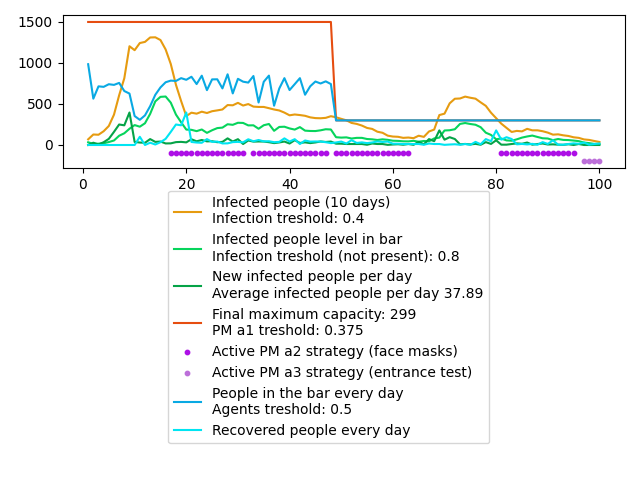 1500
1000
500
0
0 20 40 60 80 100
Infected people (10 days)
Infection treshold: 0.4
Infected people level in bar
Infection treshold (not present): 0.8
New infected people per day
Average infected people per day 37.89
Final maximum capacity: 299
PM a1 treshold: 0.375
Active PM a2 strategy (face masks)
Active PM a3 strategy (entrance test)
People in the bar every day
Agents treshold: 0.5
Recovered people every day